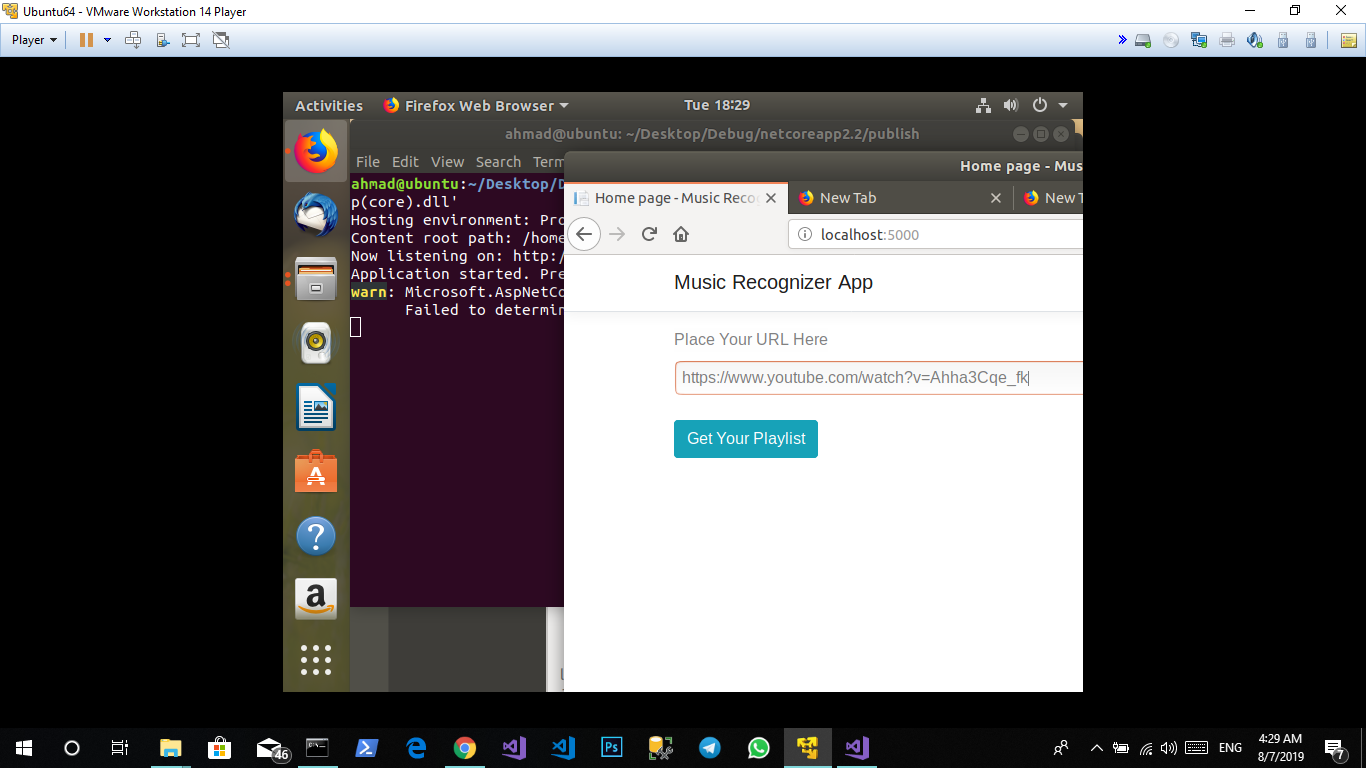 Ubuntu64 - VMware Workstation 14 Player
Player
Activities
Firefox Web Browser
Tue 18:29
ahmad@ubuntu: ~/Desktop/Debug/netcoreapp2.2/publish
File Edit View Search Term
Home page - Mus
ahmad@ubuntu:~/Desktop/D
p(core).dll'
Hosting environment: Pro
Content root path: /home
Now listening on: http:/
Application started. Pre
warn: Microsoft.AspNetCo
Failed to determin
Home page - Music Reco
New Tab
New T
localhost:5000
Music Recognizer App
Place Your URL Here
https://www.youtube.com/watch?v=Ahha3Cqe_fk
Get Your Playlist
46
Ps
ENG
4:29 AM
8/7/2019
7